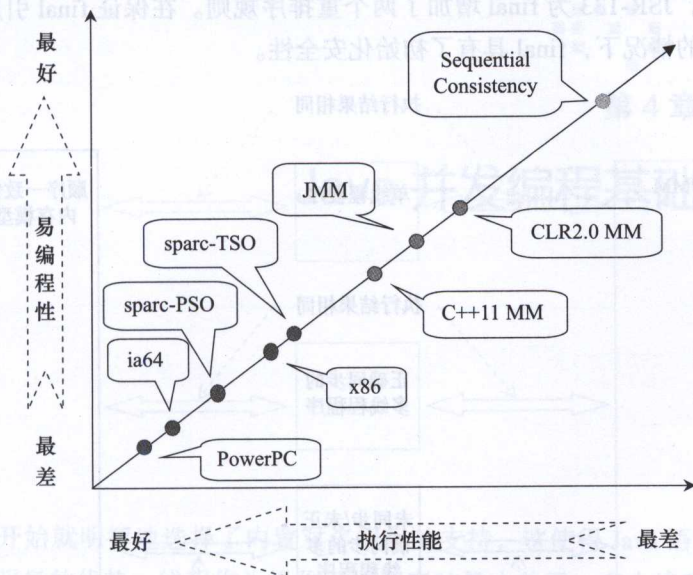 最好
易编程性
最差
Sequential
Consistency
JMM
CLR2.0 MM
sparc-TSO
C++11 MM
sparc-PSO
ia64
x86
PowerPC
最好
执行性能
最差